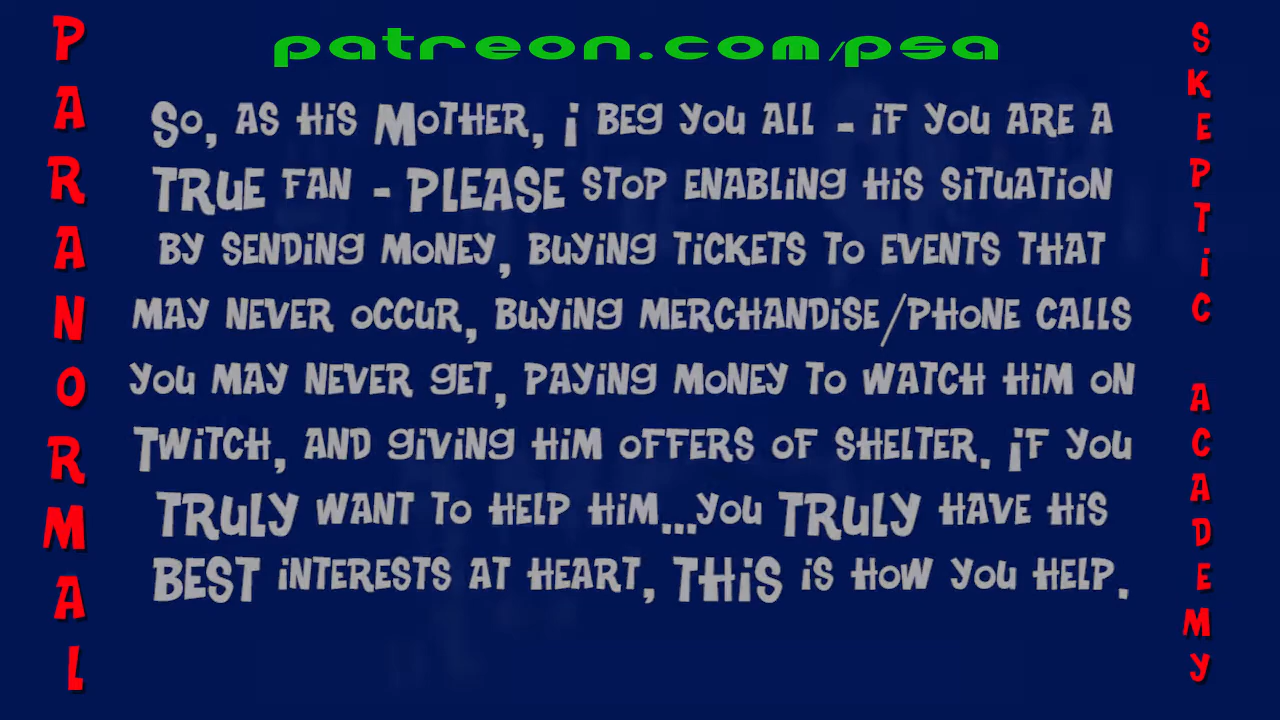 patreon.com/psa
PARANORMAL
So, as his Mother, I beg you all - if you are a
TRUE fan - PLEASE stop enabling his situation
by sending money, buying tickets to events that
may never occur, buying merchandise/phone calls
you may never get, paying money to watch him on
Twitch, and giving him offers of shelter. If you
TRULY want to help him...you TRULY have his
BEST interests at heart, THIS is how you help.
SKEPTIC ACADEMY